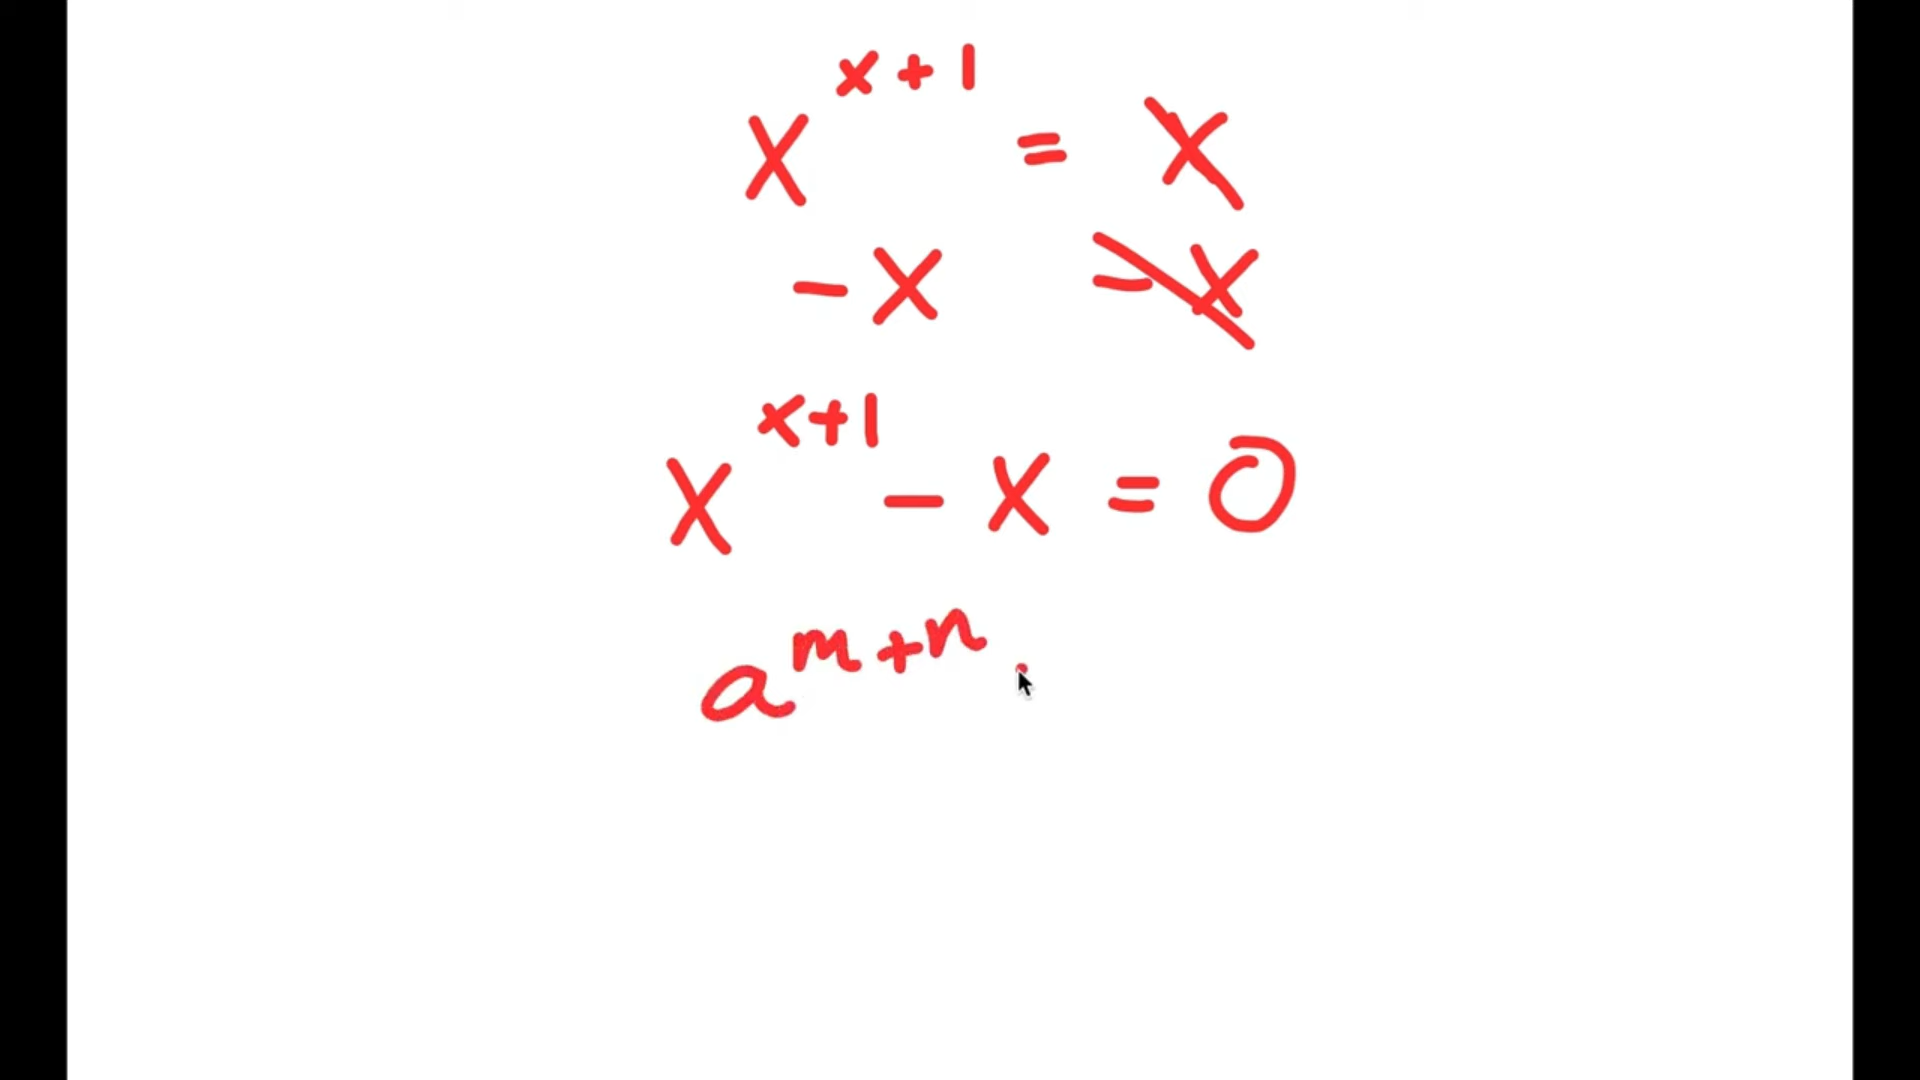 x^{x+1} = x
-x -x
x^{x+1} - x = 0
a^{m+n}